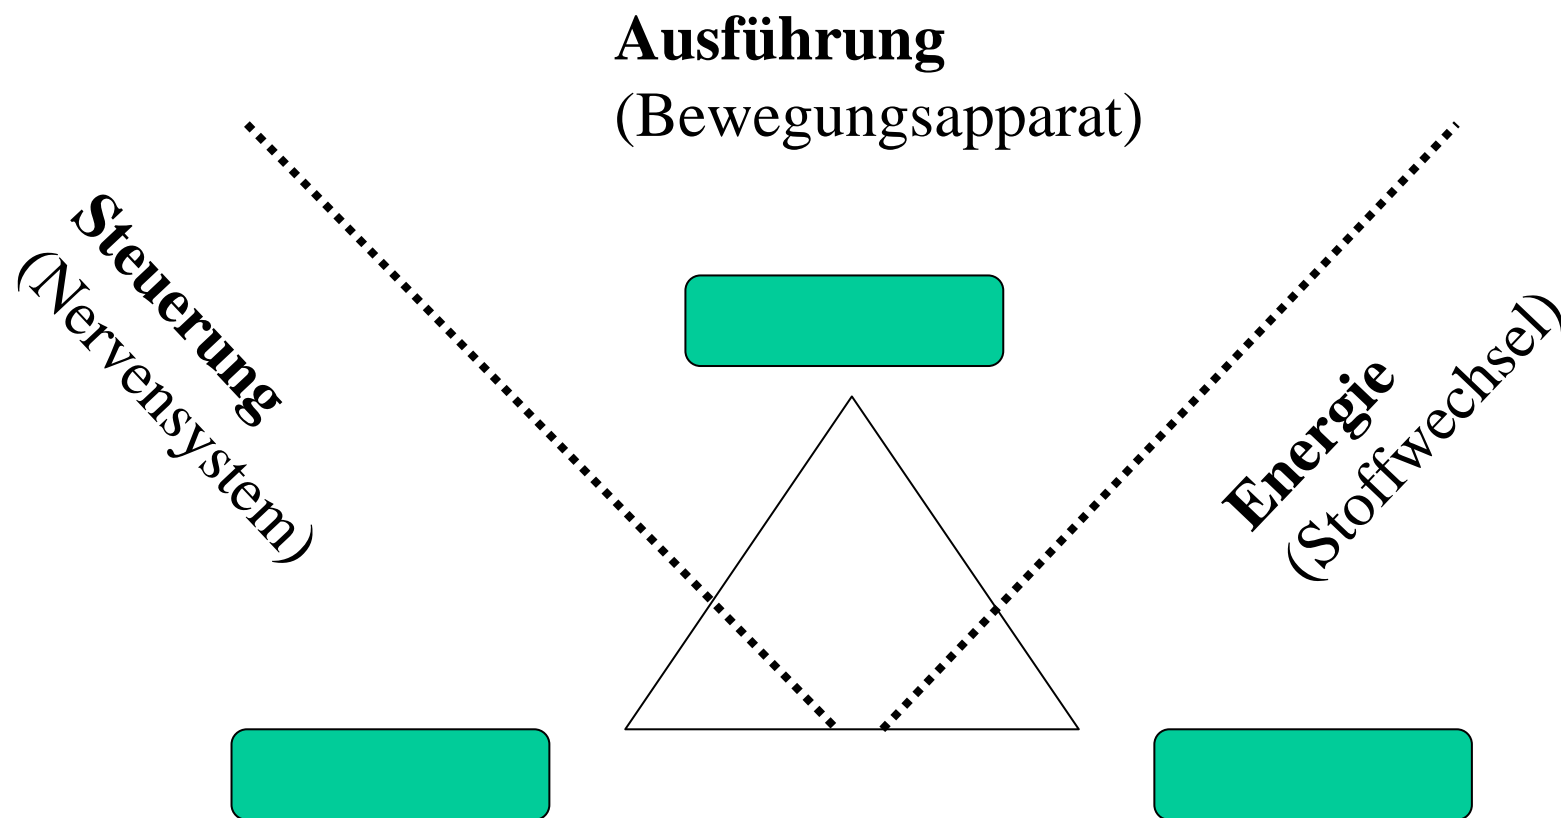 Ausführung
(Bewegungsapparat)
Steuerung
(Nervensystem)
Energie
(Stoffwechsel)